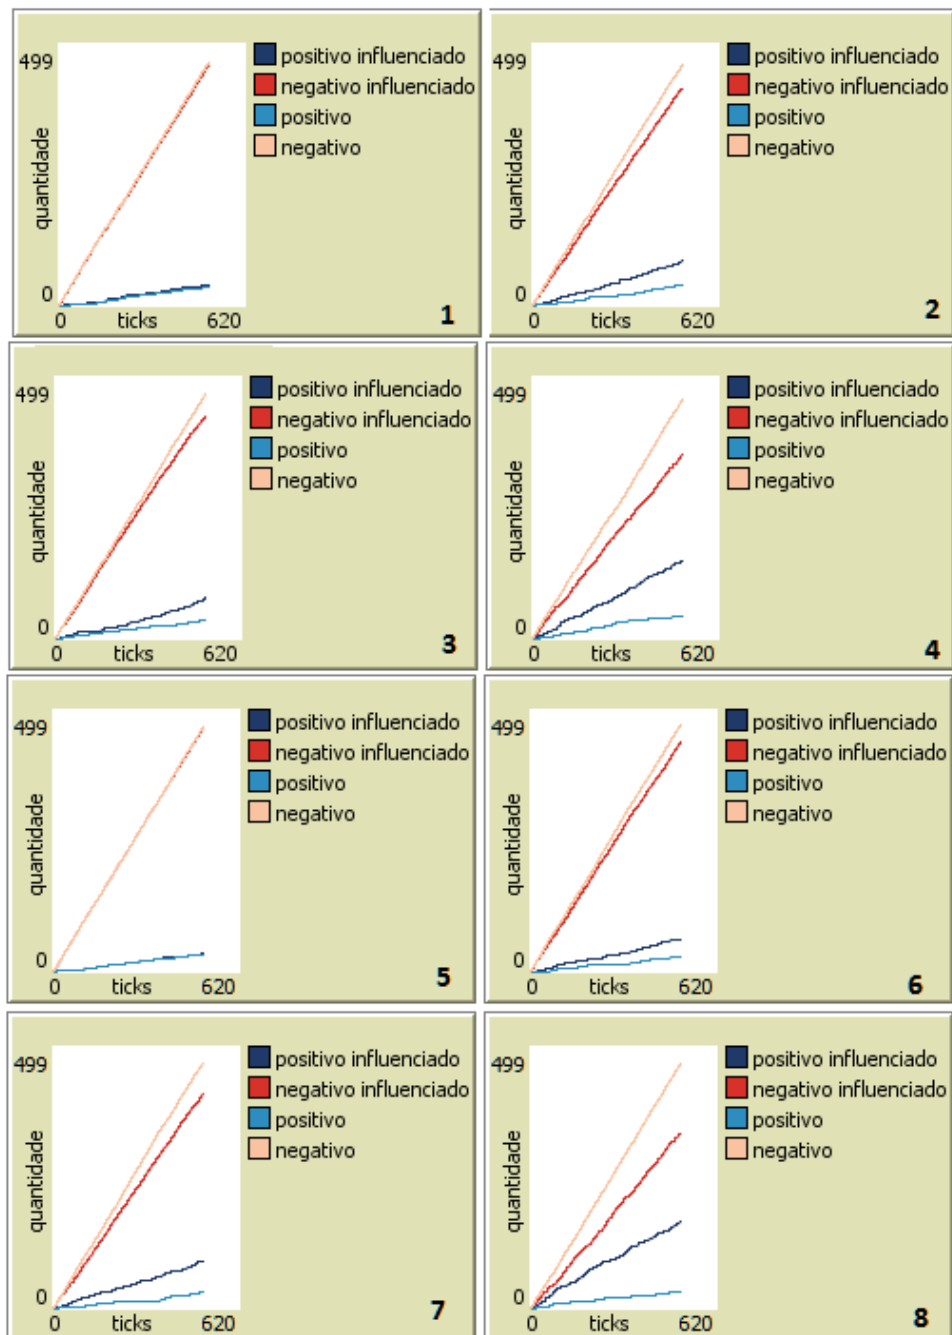 499
quantidade
0
0 ticks 620
positivo influenciado
negativo influenciado
positivo
negativo
1
499
quantidade
0
0 ticks 620
positivo influenciado
negativo influenciado
positivo
negativo
2
499
quantidade
0
0 ticks 620
positivo influenciado
negativo influenciado
positivo
negativo
3
499
quantidade
0
0 ticks 620
positivo influenciado
negativo influenciado
positivo
negativo
4
499
quantidade
0
0 ticks 620
positivo influenciado
negativo influenciado
positivo
negativo
5
499
quantidade
0
0 ticks 620
positivo influenciado
negativo influenciado
positivo
negativo
6
499
quantidade
0
0 ticks 620
positivo influenciado
negativo influenciado
positivo
negativo
7
499
quantidade
0
0 ticks 620
positivo influenciado
negativo influenciado
positivo
negativo
8